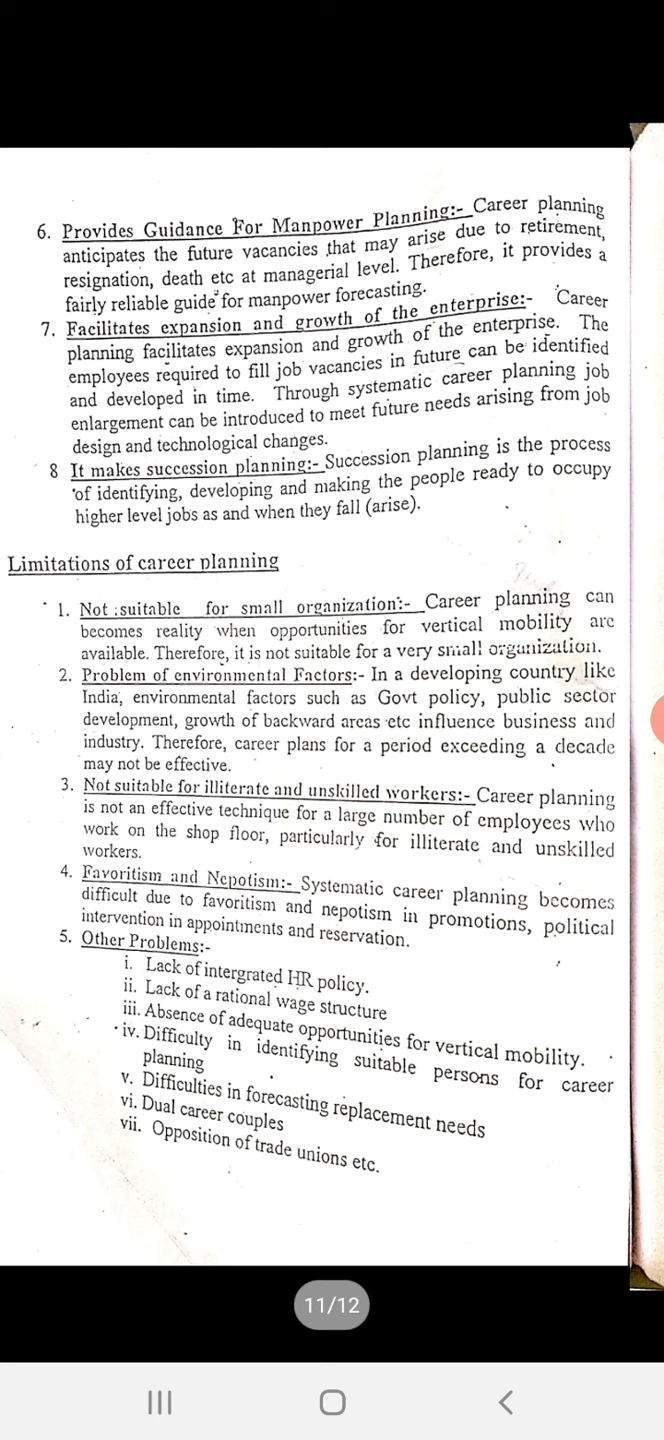 6. Provides Guidance For Manpower Planning:- Career planning
anticipates the future vacancies that may arise due to retirement,
resignation, death etc at managerial level. Therefore, it provides a
fairly reliable guide for manpower forecasting.
7. Facilitates expansion and growth of the enterprise:- Career
planning facilitates expansion and growth of the enterprise. The
employees required to fill job vacancies in future can be identified
and developed in time. Through systematic career planning job
enlargement can be introduced to meet future needs arising from job
design and technological changes.
8 It makes succession planning:- Succession planning is the process
of identifying, developing and making the people ready to occupy
higher level jobs as and when they fall (arise).
Limitations of career planning
1. Not suitable for small organization:- Career planning can
becomes reality when opportunities for vertical mobility are
available. Therefore, it is not suitable for a very small organization.
2. Problem of environmental Factors:- In a developing country like
India, environmental factors such as Govt policy, public sector
development, growth of backward areas etc influence business and
industry. Therefore, career plans for a period exceeding a decade
may not be effective.
3. Not suitable for illiterate and unskilled workers:- Career planning
is not an effective technique for a large number of employees who
work on the shop floor, particularly for illiterate and unskilled
workers.
4. Favoritism and Nepotism:- Systematic career planning becomes
difficult due to favoritism and nepotism in promotions, political
intervention in appointments and reservation.
5. Other Problems:-
i. Lack of intergrated HR policy.
ii. Lack of a rational wage structure
iii. Absence of adequate opportunities for vertical mobility.
iv. Difficulty in identifying suitable persons for career
planning
v. Difficulties in forecasting replacement needs
vi. Dual career couples
vii. Opposition of trade unions etc.
11/12